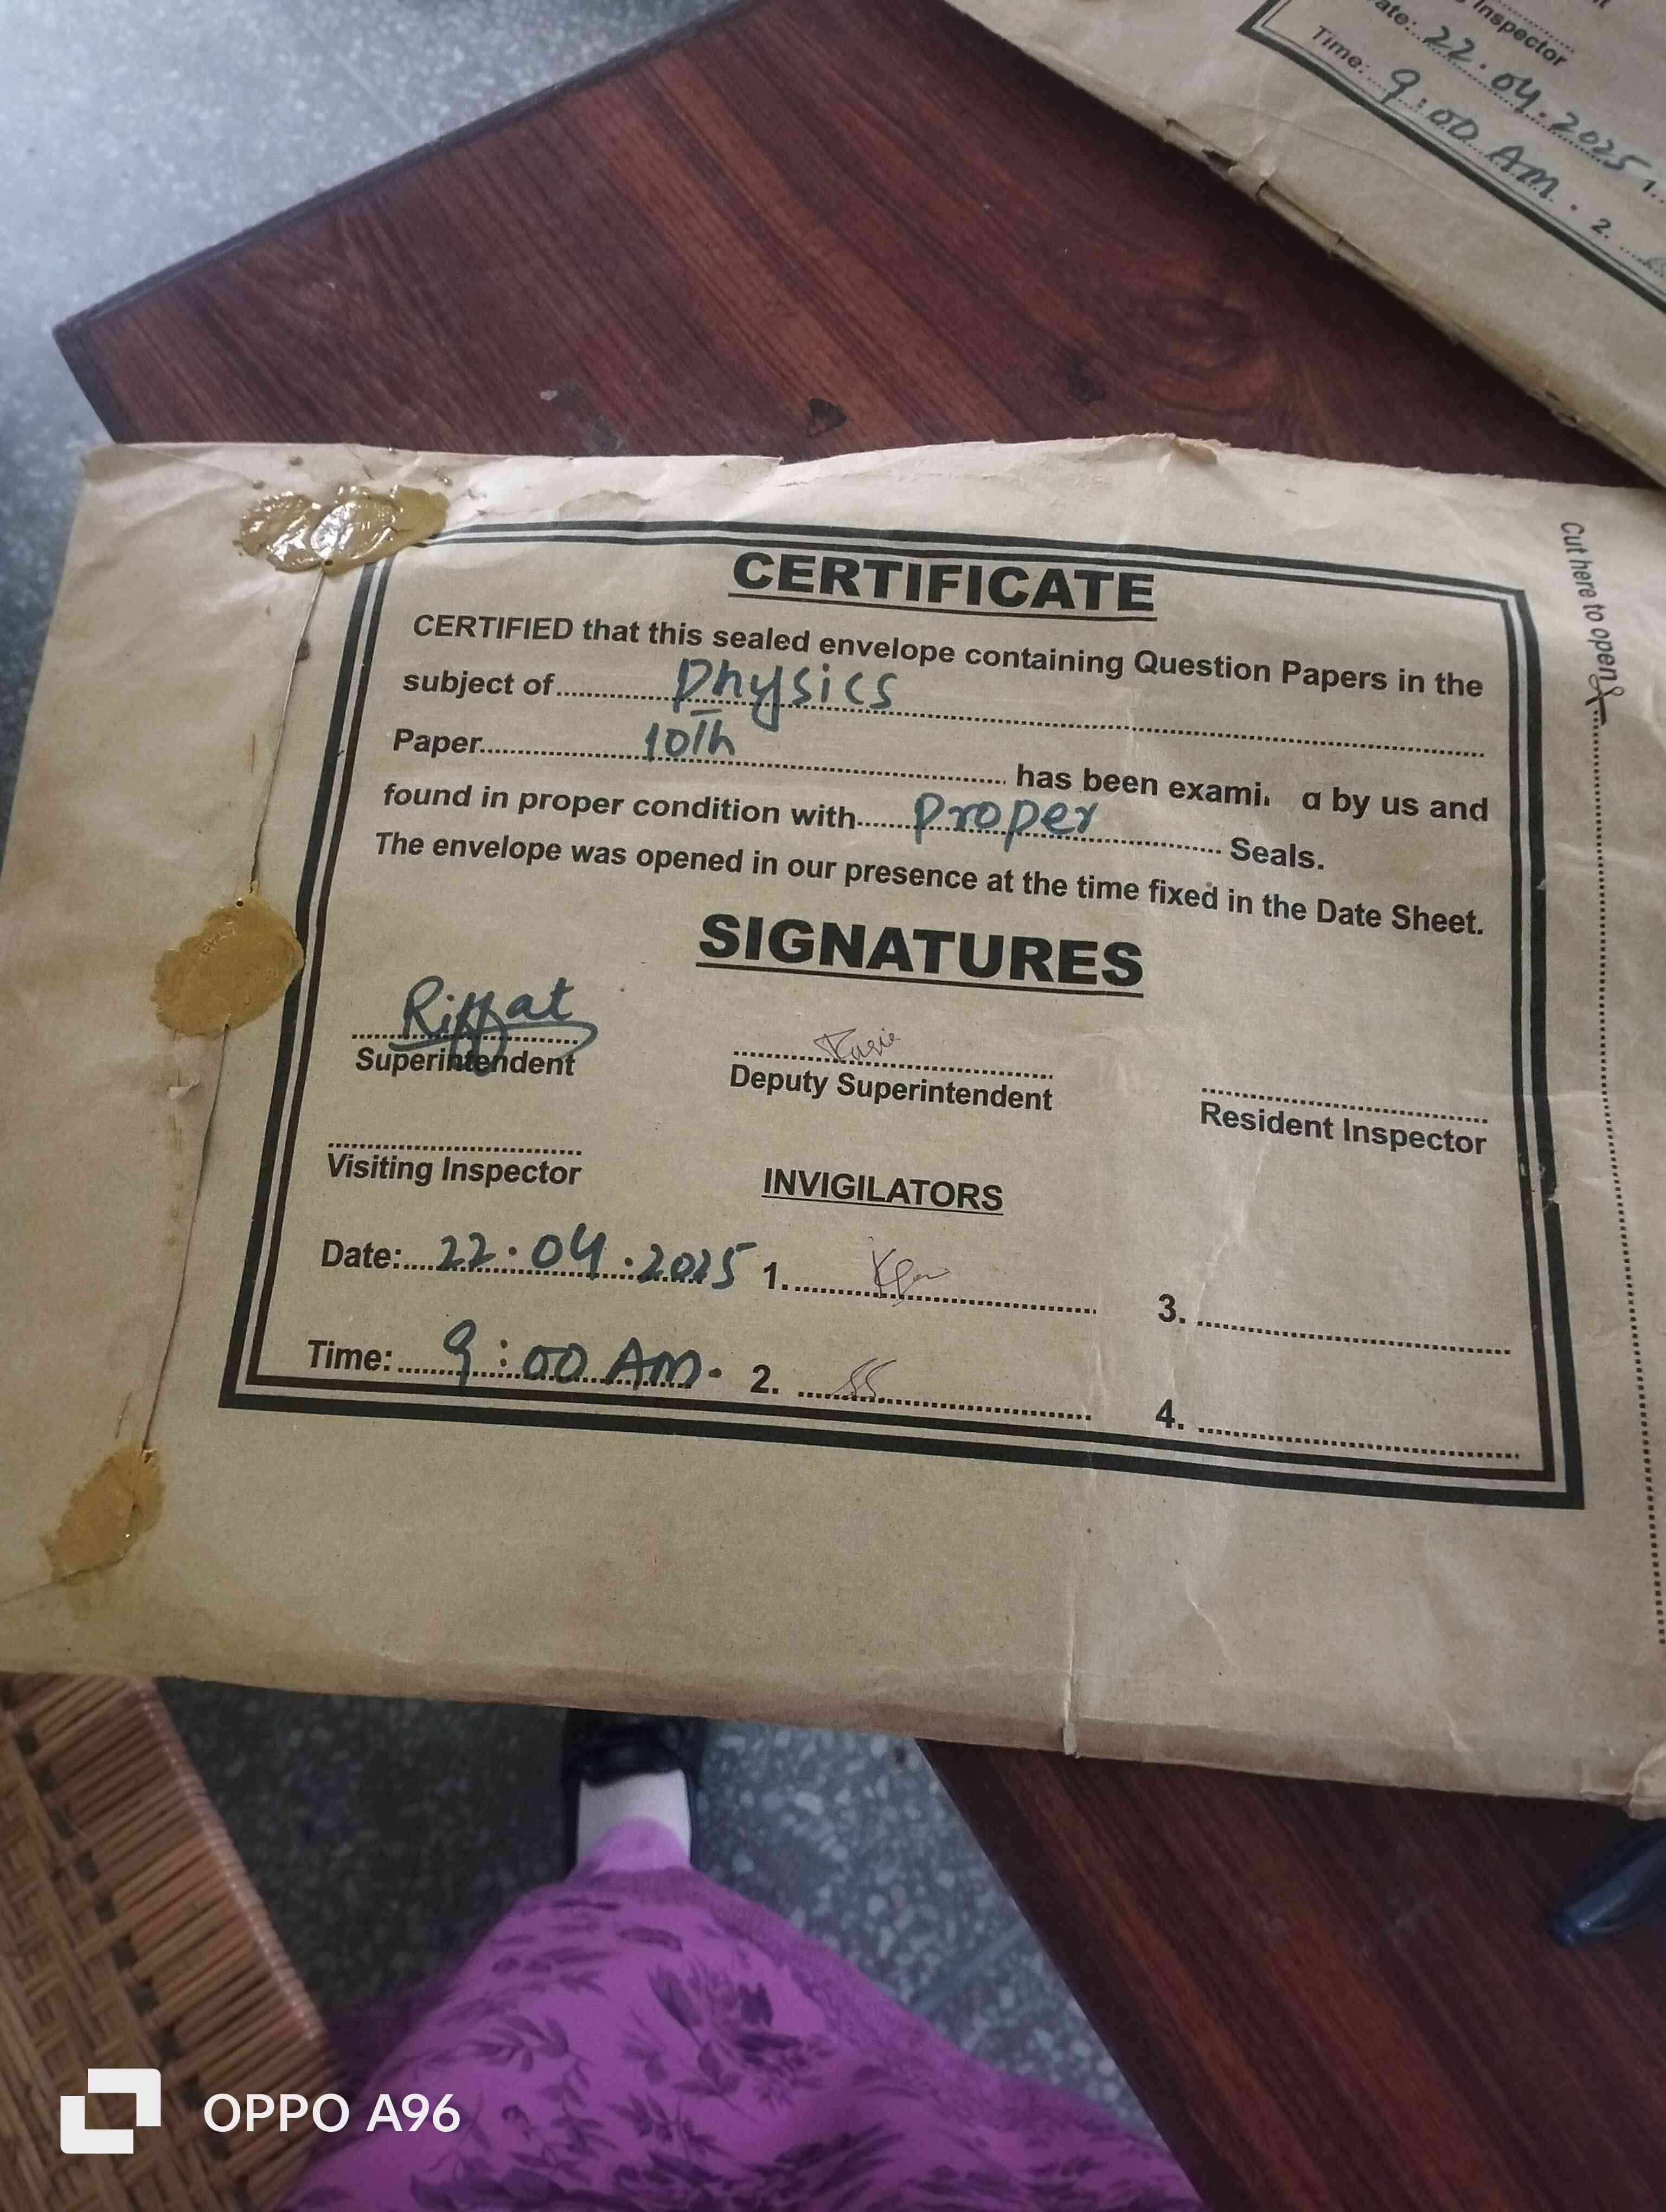 Inspector
ate: 22.04.2025 1.
Time: 9:00 AM. 2.
Cut here to open
CERTIFICATE
CERTIFIED that this sealed envelope containing Question Papers in the
subject of Physics
Paper 10Th has been exami by us and
found in proper condition with Proper Seals.
The envelope was opened in our presence at the time fixed in the Date Sheet.
SIGNATURES
Riffat
Superintendent
Deputy Superintendent
Resident Inspector
Visiting Inspector
INVIGILATORS
Date: 22.04.2025 1. 3.
Time: 9:00 AM. 2. 4.
OPPO A96